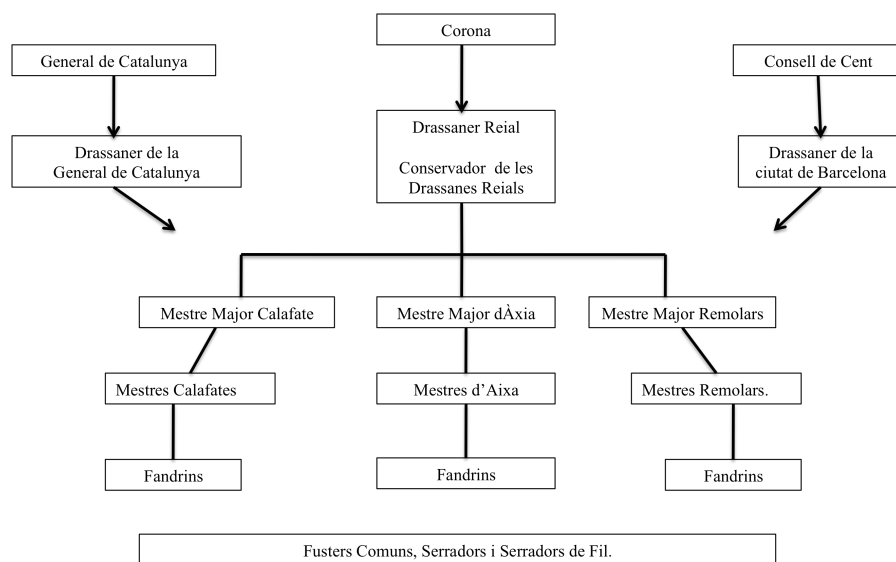 Corona
General de Catalunya
Consell de Cent
Drassaner Reial
Conservador de les
Drassanes Reials
Drassaner de la
General de Catalunya
Drassaner de la
ciutat de Barcelona
Mestre Major Calafate
Mestre Major dÀxia
Mestre Major Remolars
Mestres Calafates
Mestres d’Aixa
Mestres Remolars.
Fandrins
Fandrins
Fandrins
Fusters Comuns, Serradors i Serradors de Fil.